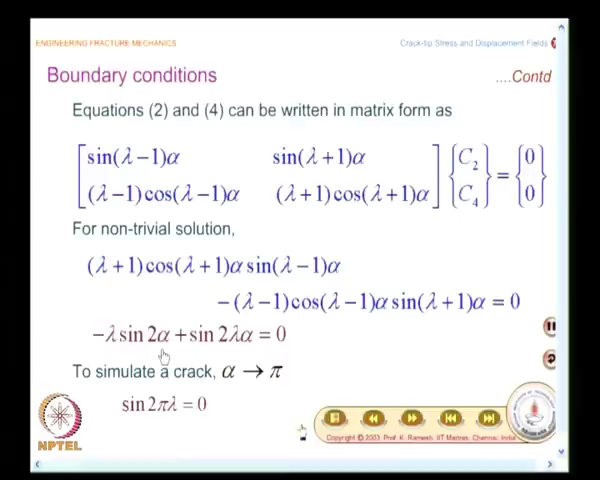 ENGINEERING FRACTURE MECHANICS
Crack-tip Stress and Displacement Fields
Boundary conditions
....Contd
Equations (2) and (4) can be written in matrix form as
[sin(λ−1)α sin(λ+1)α] {C₂} = {0}
[(λ−1)cos(λ−1)α (λ+1)cos(λ+1)α] {C₄} {0}
For non-trivial solution,
(λ+1)cos(λ+1)α sin(λ−1)α
−(λ−1)cos(λ−1)α sin(λ+1)α = 0
−λ sin 2α + sin 2λα = 0
To simulate a crack, α → π
sin 2πλ = 0
NPTEL
Copyright © 2003 Prof. K. Ramesh, IIT Madras, Chennai, India